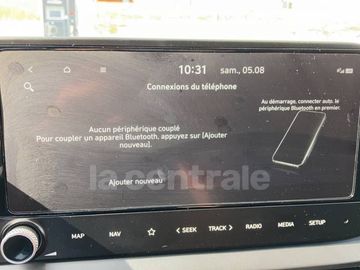 10:31 sam., 05.08
Connexions du téléphone
Au démarrage, connecter auto. le
périphérique Bluetooth en premier.
Aucun périphérique couplé
Pour coupler un appareil Bluetooth, appuyez sur [Ajouter
nouveau].
la centrale
Ajouter nouveau
MAP NAV SEEK TRACK RADIO MEDIA SETUP